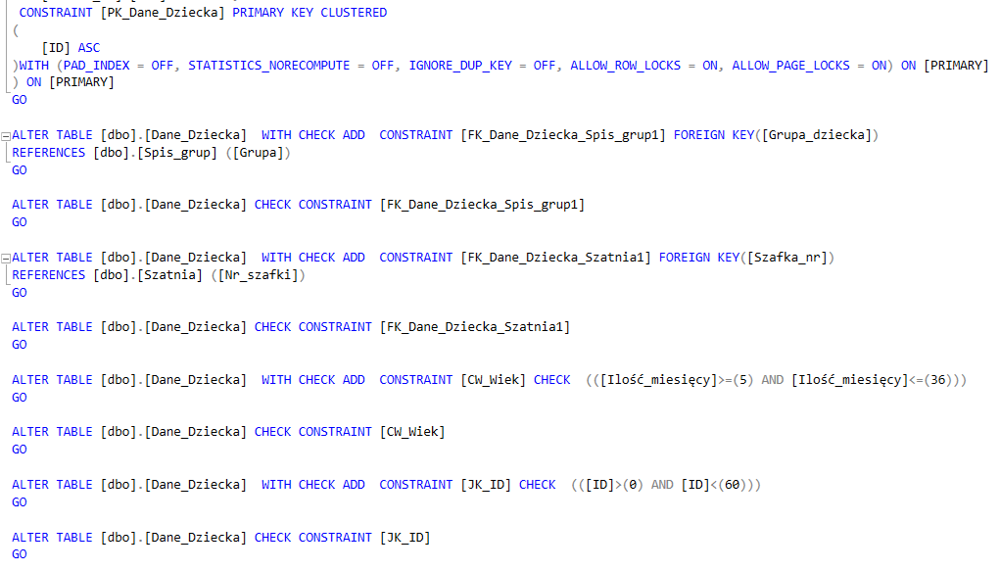 CONSTRAINT [PK_Dane_Dziecka] PRIMARY KEY CLUSTERED
(
[ID] ASC
)WITH (PAD_INDEX = OFF, STATISTICS_NORECOMPUTE = OFF, IGNORE_DUP_KEY = OFF, ALLOW_ROW_LOCKS = ON, ALLOW_PAGE_LOCKS = ON) ON [PRIMARY]
) ON [PRIMARY]
GO
ALTER TABLE [dbo].[Dane_Dziecka]  WITH CHECK ADD  CONSTRAINT [FK_Dane_Dziecka_Spis_grup1] FOREIGN KEY([Grupa_dziecka])
REFERENCES [dbo].[Spis_grup] ([Grupa])
GO
ALTER TABLE [dbo].[Dane_Dziecka] CHECK CONSTRAINT [FK_Dane_Dziecka_Spis_grup1]
GO
ALTER TABLE [dbo].[Dane_Dziecka]  WITH CHECK ADD  CONSTRAINT [FK_Dane_Dziecka_Szatnia1] FOREIGN KEY([Szafka_nr])
REFERENCES [dbo].[Szatnia] ([Nr_szafki])
GO
ALTER TABLE [dbo].[Dane_Dziecka] CHECK CONSTRAINT [FK_Dane_Dziecka_Szatnia1]
GO
ALTER TABLE [dbo].[Dane_Dziecka]  WITH CHECK ADD  CONSTRAINT [CW_Wiek] CHECK  (([Ilość_miesięcy]>=(5) AND [Ilość_miesięcy]<=(36)))
GO
ALTER TABLE [dbo].[Dane_Dziecka] CHECK CONSTRAINT [CW_Wiek]
GO
ALTER TABLE [dbo].[Dane_Dziecka]  WITH CHECK ADD  CONSTRAINT [JK_ID] CHECK  (([ID]>(0) AND [ID]<(60)))
GO
ALTER TABLE [dbo].[Dane_Dziecka] CHECK CONSTRAINT [JK_ID]
GO